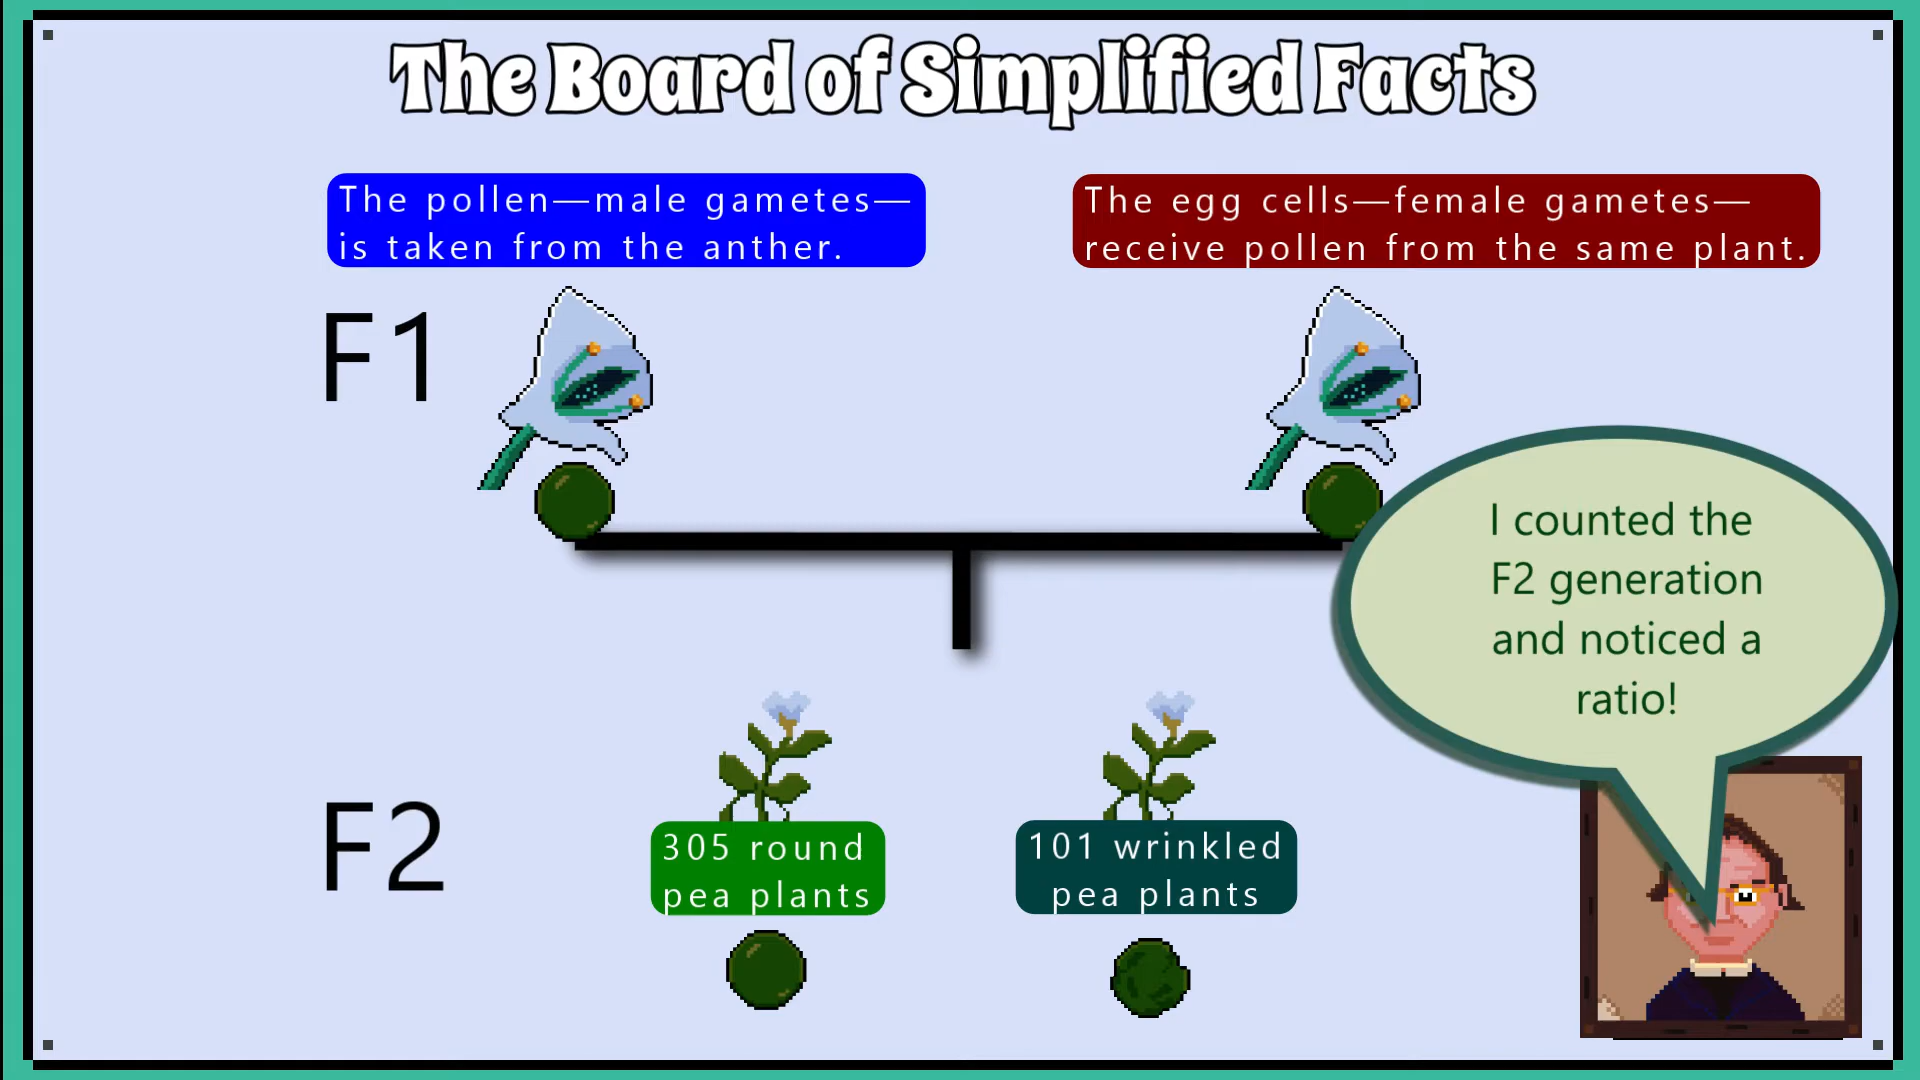 The Board of Simplified Facts
The pollen—male gametes—
is taken from the anther.
The egg cells—female gametes—
receive pollen from the same plant.
F1
I counted the
F2 generation
and noticed a
ratio!
F2
305 round
pea plants
101 wrinkled
pea plants